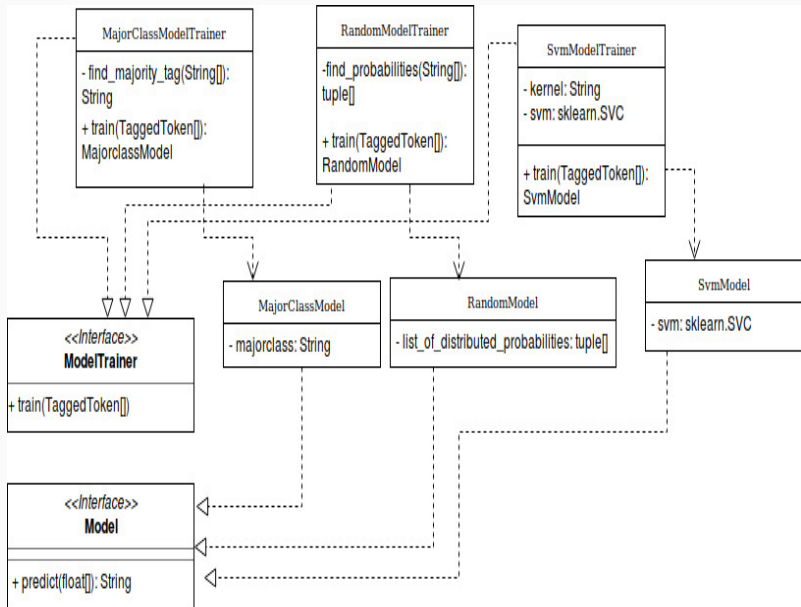 MajorClassModelTrainer
- find_majority_tag(String[]):
String
+ train(TaggedToken[]):
MajorclassModel
RandomModelTrainer
-find_probabilities(String[]):
tuple[]
+ train(TaggedToken[]):
RandomModel
SvmModelTrainer
- kernel: String
- svm: sklearn.SVC
+ train(TaggedToken[]):
SvmModel
MajorClassModel
- majorclass: String
RandomModel
- list_of_distributed_probabilities: tuple[]
SvmModel
- svm: sklearn.SVC
<<Interface>>
ModelTrainer
+ train(TaggedToken[])
<<Interface>>
Model
+ predict(float[]): String